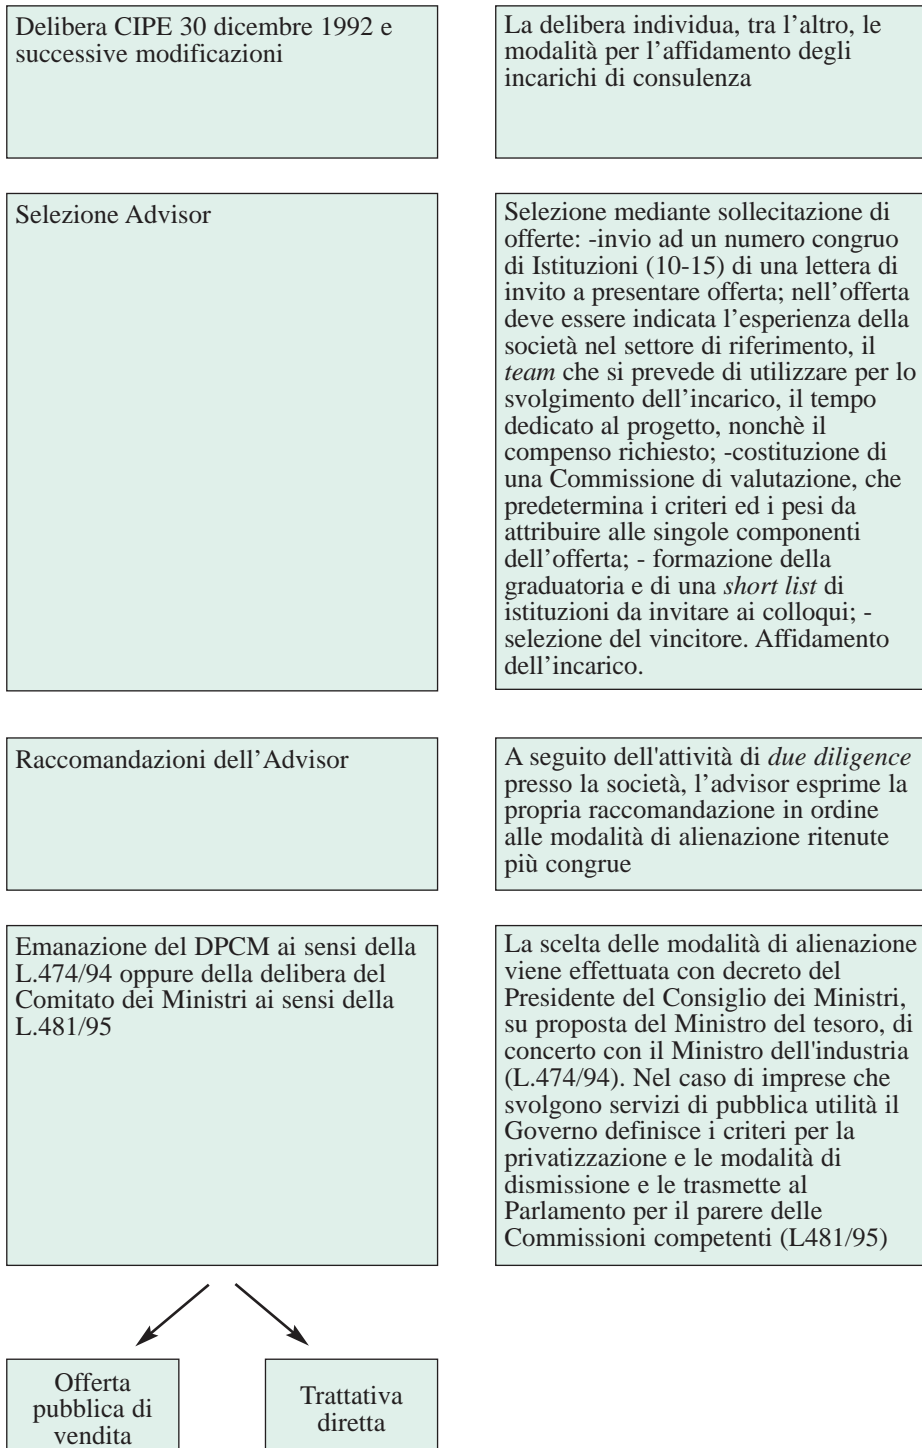 Delibera CIPE 30 dicembre 1992 e
successive modificazioni
La delibera individua, tra l’altro, le
modalità per l’affidamento degli
incarichi di consulenza
Selezione Advisor
Selezione mediante sollecitazione di
offerte: -invio ad un numero congruo
di Istituzioni (10-15) di una lettera di
invito a presentare offerta; nell’offerta
deve essere indicata l’esperienza della
società nel settore di riferimento, il
team che si prevede di utilizzare per lo
svolgimento dell’incarico, il tempo
dedicato al progetto, nonchè il
compenso richiesto; -costituzione di
una Commissione di valutazione, che
predetermina i criteri ed i pesi da
attribuire alle singole componenti
dell’offerta; - formazione della
graduatoria e di una short list di
istituzioni da invitare ai colloqui; -
selezione del vincitore. Affidamento
dell’incarico.
Raccomandazioni dell’Advisor
A seguito dell'attività di due diligence
presso la società, l’advisor esprime la
propria raccomandazione in ordine
alle modalità di alienazione ritenute
più congrue
Emanazione del DPCM ai sensi della
L.474/94 oppure della delibera del
Comitato dei Ministri ai sensi della
L.481/95
La scelta delle modalità di alienazione
viene effettuata con decreto del
Presidente del Consiglio dei Ministri,
su proposta del Ministro del tesoro, di
concerto con il Ministro dell'industria
(L.474/94). Nel caso di imprese che
svolgono servizi di pubblica utilità il
Governo definisce i criteri per la
privatizzazione e le modalità di
dismissione e le trasmette al
Parlamento per il parere delle
Commissioni competenti (L481/95)
Offerta
pubblica di
vendita
Trattativa
diretta